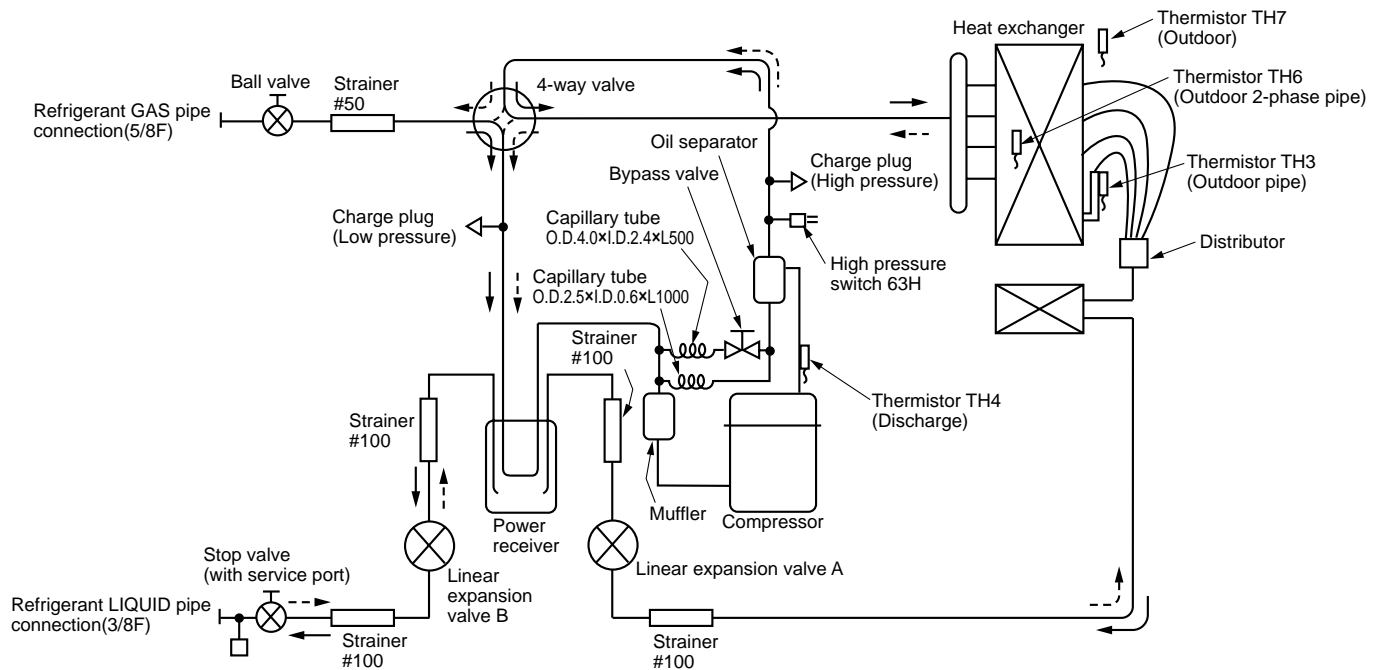 Heat exchanger
Thermistor TH7
(Outdoor)
Thermistor TH6
(Outdoor 2-phase pipe)
Thermistor TH3
(Outdoor pipe)
Distributor
Ball valve
Strainer
#50
4-way valve
Refrigerant GAS pipe
connection(5/8F)
Oil separator
Bypass valve
Charge plug
(High pressure)
Charge plug
(Low pressure)
Capillary tube
O.D.4.0×I.D.2.4×L500
Capillary tube
O.D.2.5×I.D.0.6×L1000
High pressure
switch 63H
Strainer
#100
Thermistor TH4
(Discharge)
Strainer
#100
Muffler
Compressor
Power
receiver
Stop valve
(with service port)
Linear
expansion
valve B
Linear expansion valve A
Refrigerant LIQUID pipe
connection(3/8F)
Strainer
#100
Strainer
#100